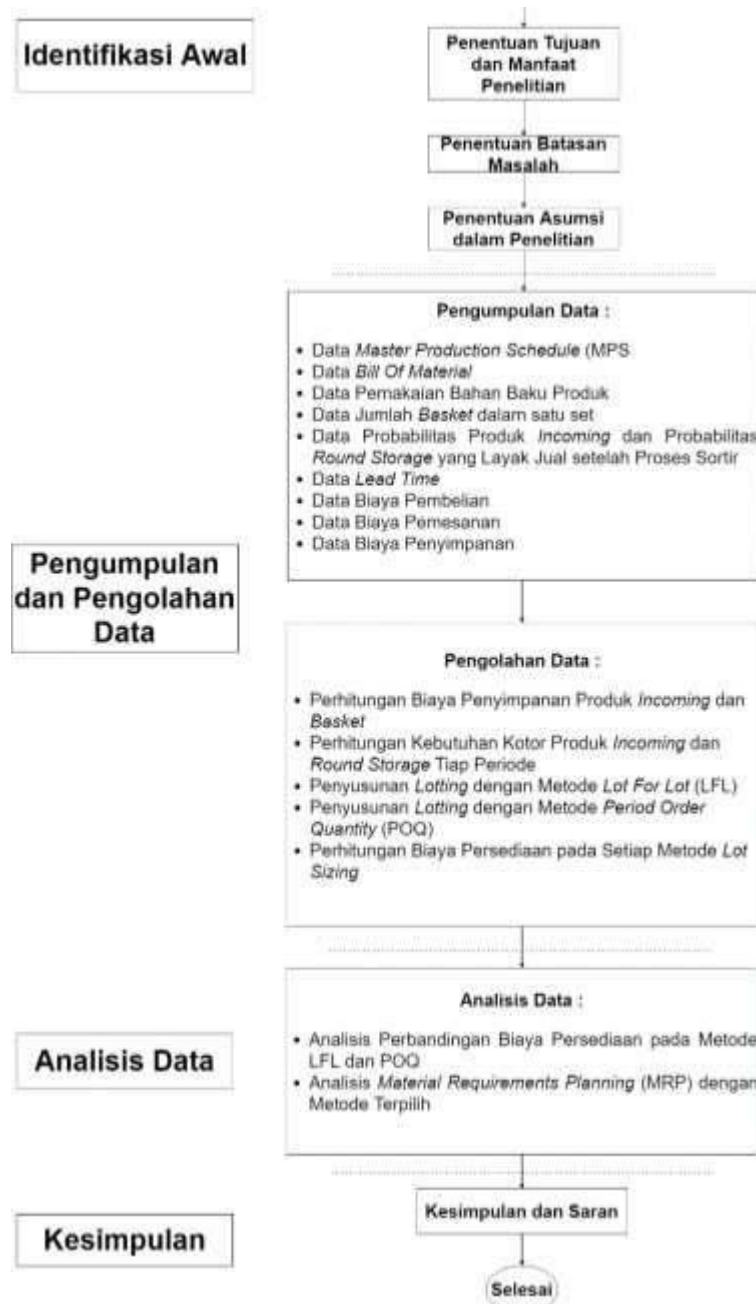 Identifikasi Awal
Penentuan Tujuan
dan Manfaat
Penelitian
Penentuan Batasan
Masalah
Penentuan Asumsi
dalam Penelitian
Pengumpulan Data :
• Data Master Production Schedule (MPS
• Data Bill Of Material
• Data Pemakaian Bahan Baku Produk
• Data Jumlah Basket dalam satu set
• Data Probabilitas Produk Incoming dan Probabilitas
Round Storage yang Layak Jual setelah Proses Sortir
• Data Lead Time
• Data Biaya Pembelian
• Data Biaya Pemesanan
• Data Biaya Penyimpanan
Pengumpulan
dan Pengolahan
Data
Pengolahan Data :
• Perhitungan Biaya Penyimpanan Produk Incoming dan
Basket
• Perhitungan Kebutuhan Kotor Produk Incoming dan
Round Storage Tiap Periode
• Penyusunan Lotting dengan Metode Lot For Lot (LFL)
• Penyusunan Lotting dengan Metode Period Order
Quantity (POQ)
• Perhitungan Biaya Persediaan pada Setiap Metode Lot
Sizing
Analisis Data :
• Analisis Perbandingan Biaya Persediaan pada Metode
LFL dan POQ
• Analisis Material Requirements Planning (MRP) dengan
Metode Terpilih
Analisis Data
Kesimpulan dan Saran
Kesimpulan
Selesai